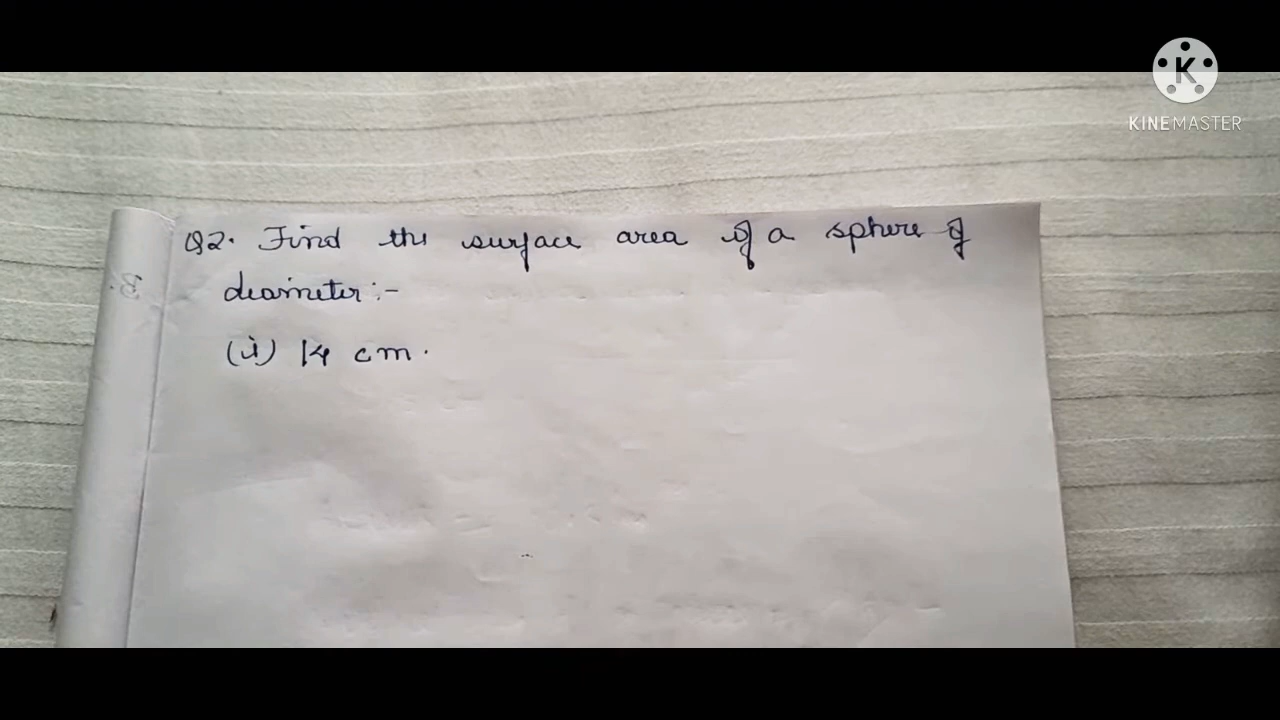 KINEMASTER
Q2. Find the surface area of a sphere of
diameter :-
(i) 14 cm.